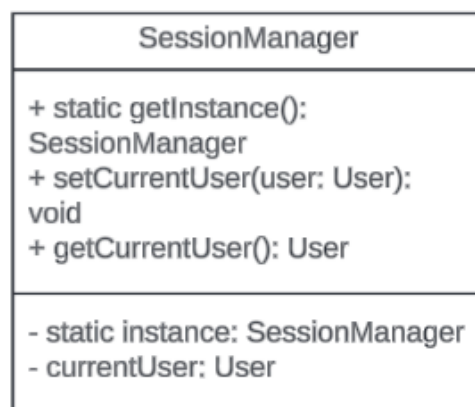 SessionManager
+ static getInstance():
SessionManager
+ setCurrentUser(user: User):
void
+ getCurrentUser(): User
- static instance: SessionManager
- currentUser: User